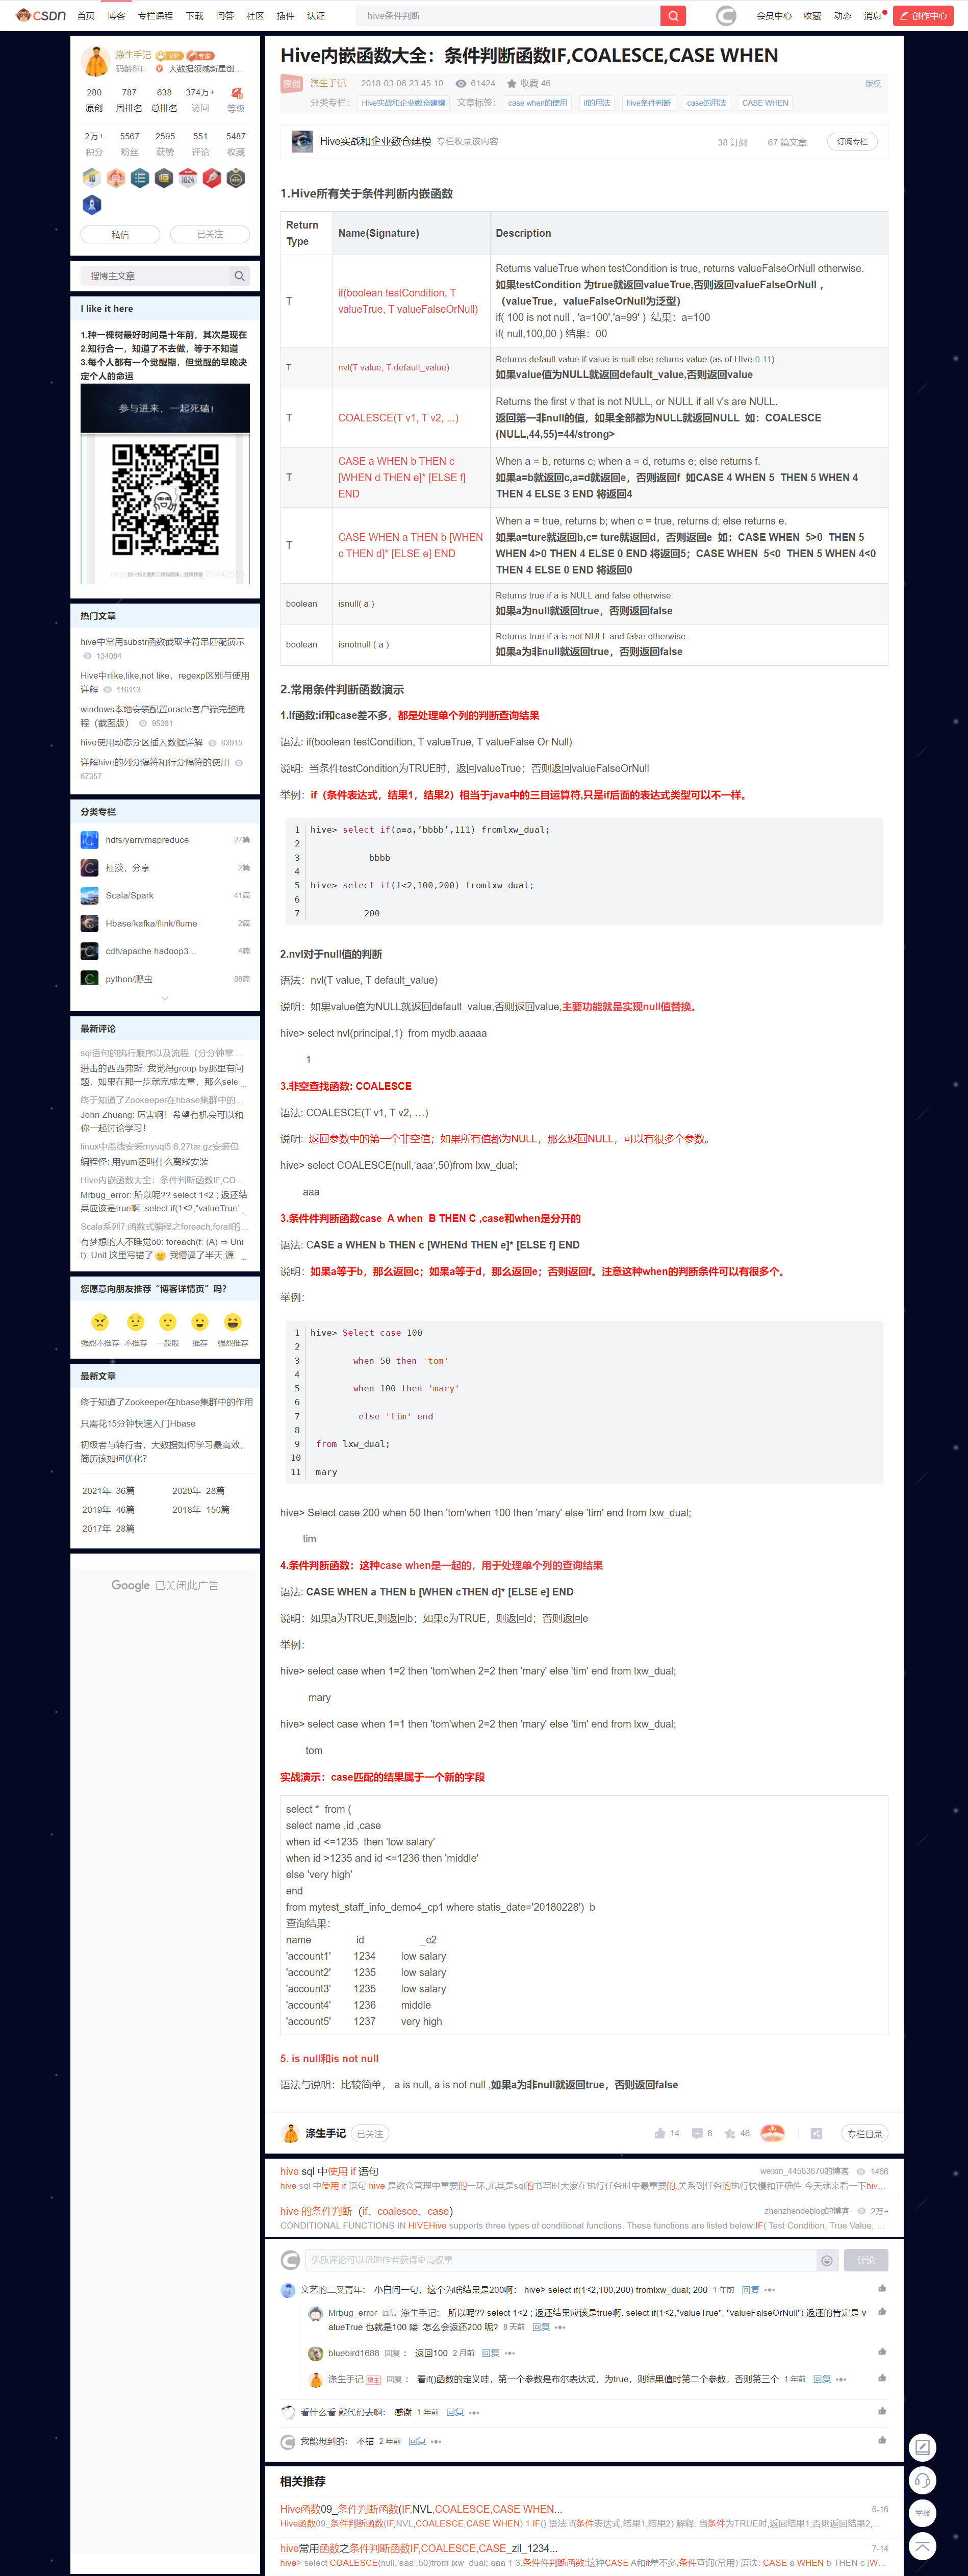 CSDN 首页 博客 专栏课程 下载 问答 社区 插件 认证 hive条件判断 会员中心 收藏 动态 消息 创作中心
涤生手记 VIP 专家
码龄6年 大数据领域新星创...
280 787 638 374万+
原创 周排名 总排名 访问 等级
2万+ 5567 2595 551 5487
积分 粉丝 获赞 评论 收藏
私信 已关注
搜博主文章
I like it here
1.种一棵树最好时间是十年前，其次是现在
2.知行合一，知道了不去做，等于不知道
3.每个人都有一个觉醒期，但觉醒的早晚决
定个人的命运
参与进来，一起死磕！
热门文章
hive中常用substr函数截取字符串匹配演示
134084
Hive中rlike,like,not like，regexp区别与使用
详解 116113
windows本地安装配置oracle客户端完整流
程（截图版） 95361
hive使用动态分区插入数据详解 83915
详解hive的列分隔符和行分隔符的使用
67357
分类专栏
hdfs/yarn/mapreduce 27篇
扯淡，分享 2篇
Scala/Spark 41篇
Hbase/kafka/flink/flume 2篇
cdh/apache hadoop3... 4篇
python/爬虫 88篇
最新评论
sql语句的执行顺序以及流程（分分钟掌...
进击的西西弗斯: 我觉得group by那里有问
题，如果在那一步就完成去重，那么sele...
终于知道了Zookeeper在hbase集群中的...
John Zhuang: 厉害啊！希望有机会可以和
你一起讨论学习！
linux中离线安装mysql5.6.27tar.gz安装包
编程怪: 用yum还叫什么离线安装
Hive内嵌函数大全：条件判断函数IF,CO...
Mrbug_error: 所以呢?? select 1<2 ; 返还结
果应该是true啊. select if(1<2,"valueTrue"...
Scala系列7:函数式编程之foreach,forall的...
有梦想的人不睡觉o0: foreach(f: (A) ⇒ Uni
t): Unit 这里写错了 我懵逼了半天 源 ...
您愿意向朋友推荐“博客详情页”吗？
强烈不推荐 不推荐 一般般 推荐 强烈推荐
最新文章
终于知道了Zookeeper在hbase集群中的作用
只需花15分钟快速入门Hbase
初级者与转行者，大数据如何学习最高效，
简历该如何优化?
2021年 36篇 2020年 28篇
2019年 46篇 2018年 150篇
2017年 28篇
Google 已关闭此广告
Hive内嵌函数大全：条件判断函数IF,COALESCE,CASE WHEN
原创 涤生手记 2018-03-06 23:45:10 61424 收藏 46 版权
分类专栏： Hive实战和企业数仓建模 文章标签： case when的使用 if的用法 hive条件判断 case的用法 CASE WHEN
Hive实战和企业数仓建模 专栏收录该内容 38 订阅 67 篇文章 订阅专栏
1.Hive所有关于条件判断内嵌函数
Return
Type Name(Signature) Description
T if(boolean testCondition, T
valueTrue, T valueFalseOrNull)
Returns valueTrue when testCondition is true, returns valueFalseOrNull otherwise.
如果testCondition 为true就返回valueTrue,否则返回valueFalseOrNull ，
（valueTrue，valueFalseOrNull为泛型）
if( 100 is not null , 'a=100','a=99' ) 结果：a=100
if( null,100,00 ) 结果：00
T nvl(T value, T default_value)
Returns default value if value is null else returns value (as of HIve 0.11).
如果value值为NULL就返回default_value,否则返回value
T COALESCE(T v1, T v2, ...)
Returns the first v that is not NULL, or NULL if all v's are NULL.
返回第一非null的值，如果全部都为NULL就返回NULL 如：COALESCE
(NULL,44,55)=44/strong>
T CASE a WHEN b THEN c
[WHEN d THEN e]* [ELSE f]
END
When a = b, returns c; when a = d, returns e; else returns f.
如果a=b就返回c,a=d就返回e，否则返回f 如CASE 4 WHEN 5 THEN 5 WHEN 4
THEN 4 ELSE 3 END 将返回4
T CASE WHEN a THEN b [WHEN
c THEN d]* [ELSE e] END
When a = true, returns b; when c = true, returns d; else returns e.
如果a=ture就返回b,c= ture就返回d，否则返回e 如：CASE WHEN 5>0 THEN 5
WHEN 4>0 THEN 4 ELSE 0 END 将返回5；CASE WHEN 5<0 THEN 5 WHEN 4<0
THEN 4 ELSE 0 END 将返回0
boolean isnull( a )
Returns true if a is NULL and false otherwise.
如果a为null就返回true，否则返回false
boolean isnotnull ( a )
Returns true if a is not NULL and false otherwise.
如果a为非null就返回true，否则返回false
2.常用条件判断函数演示
1.If函数:if和case差不多，都是处理单个列的判断查询结果
语法: if(boolean testCondition, T valueTrue, T valueFalse Or Null)
说明: 当条件testCondition为TRUE时，返回valueTrue；否则返回valueFalseOrNull
举例：if（条件表达式，结果1，结果2）相当于java中的三目运算符,只是if后面的表达式类型可以不一样。
1 hive> select if(a=a,’bbbb’,111) fromlxw_dual;
2
3 bbbb
4
5 hive> select if(1<2,100,200) fromlxw_dual;
6
7 200
2.nvl对于null值的判断
语法：nvl(T value, T default_value)
说明：如果value值为NULL就返回default_value,否则返回value,主要功能就是实现null值替换。
hive> select nvl(principal,1) from mydb.aaaaa
1
3.非空查找函数: COALESCE
语法: COALESCE(T v1, T v2, …)
说明: 返回参数中的第一个非空值；如果所有值都为NULL，那么返回NULL，可以有很多个参数。
hive> select COALESCE(null,'aaa',50)from lxw_dual;
aaa
3.条件件判断函数case A when B THEN C ,case和when是分开的
语法: CASE a WHEN b THEN c [WHENd THEN e]* [ELSE f] END
说明：如果a等于b，那么返回c；如果a等于d，那么返回e；否则返回f。注意这种when的判断条件可以有很多个。
举例：
1 hive> Select case 100
2
3 when 50 then 'tom'
4
5 when 100 then 'mary'
6
7 else 'tim' end
8
9 from lxw_dual;
10
11 mary
hive> Select case 200 when 50 then 'tom'when 100 then 'mary' else 'tim' end from lxw_dual;
tim
4.条件判断函数：这种case when是一起的，用于处理单个列的查询结果
语法: CASE WHEN a THEN b [WHEN cTHEN d]* [ELSE e] END
说明：如果a为TRUE,则返回b；如果c为TRUE，则返回d；否则返回e
举例：
hive> select case when 1=2 then 'tom'when 2=2 then 'mary' else 'tim' end from lxw_dual;
mary
hive> select case when 1=1 then 'tom'when 2=2 then 'mary' else 'tim' end from lxw_dual;
tom
实战演示：case匹配的结果属于一个新的字段
select * from (
select name ,id ,case
when id <=1235 then 'low salary'
when id >1235 and id <=1236 then 'middle'
else 'very high'
end
from mytest_staff_info_demo4_cp1 where statis_date='20180228') b
查询结果：
name id _c2
'account1' 1234 low salary
'account2' 1235 low salary
'account3' 1235 low salary
'account4' 1236 middle
'account5' 1237 very high
5. is null和is not null
语法与说明：比较简单， a is null, a is not null ,如果a为非null就返回true，否则返回false
涤生手记 已关注 14 6 46 专栏目录
hive sql 中使用 if 语句 weixin_44563670的博客 1466
hive sql 中使用 if 语句 hive 是数仓管理中重要的一环,尤其是sql的书写时大家在执行任务时中最重要的,关系到任务的执行快慢和正确性 今天就来看一下hiv...
hive 的条件判断（if、coalesce、case） zhenzhendeblog的博客 2万+
CONDITIONAL FUNCTIONS IN HIVEHive supports three types of conditional functions. These functions are listed below:IF( Test Condition, True Value, ...
优质评论可以帮助作者获得更高权重 评论
文艺的二叉青年： 小白问一句，这个为啥结果是200啊： hive> select if(1<2,100,200) fromlxw_dual; 200 1 年前 回复
Mrbug_error 回复 涤生手记： 所以呢?? select 1<2 ; 返还结果应该是true啊. select if(1<2,"valueTrue", "valueFalseOrNull") 返还的肯定是 v
alueTrue 也就是100 喽. 怎么会返还200 呢? 8 天前 回复
bluebird1688 回复： 返回100 2 月前 回复
涤生手记 博主 回复： 看if()函数的定义哇，第一个参数是布尔表达式，为true，则结果值时第二个参数，否则第三个 1 年前 回复
看什么看 敲代码去啊： 感谢 1 年前 回复
我能想到的： 不错 2 年前 回复
相关推荐
Hive函数09_条件判断函数(IF,NVL,COALESCE,CASE WHEN... 6-16
Hive函数09_条件判断函数(IF,NVL,COALESCE,CASE WHEN) 1.IF() 语法:if(条件表达式,结果1,结果2) 解释: 当条件为TRUE时,返回结果1,否则返回结果2,...
hive常用函数之条件判断函数IF,COALESCE,CASE_zll_1234... 7-14
hive> select COALESCE(null,'aaa',50)from lxw_dual; aaa 1 3.条件件判断函数:这种CASE A和if差不多,条件查询(常用) 语法: CASE a WHEN b THEN c [W...
举报